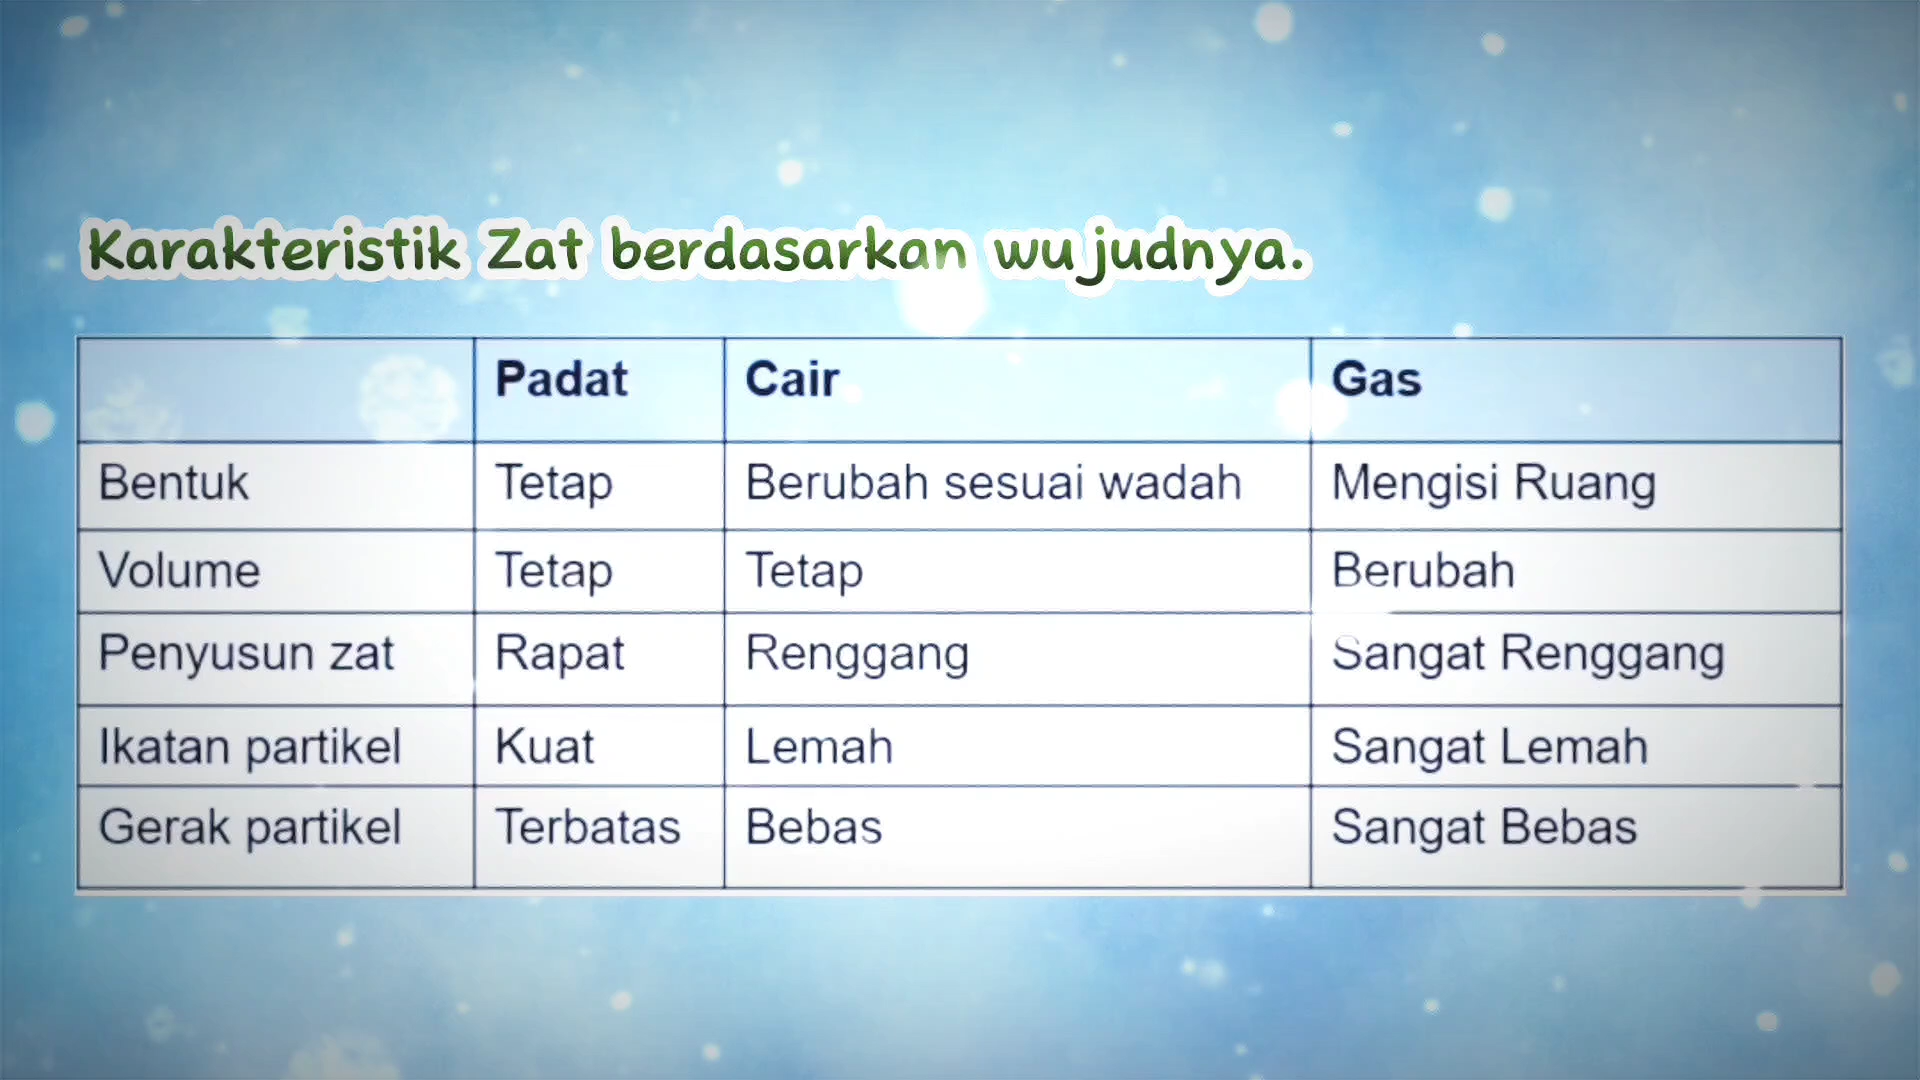 Karakteristik Zat berdasarkan wujudnya.
Padat Cair Gas
Bentuk Tetap Berubah sesuai wadah Mengisi Ruang
Volume Tetap Tetap Berubah
Penyusun zat Rapat Renggang Sangat Renggang
Ikatan partikel Kuat Lemah Sangat Lemah
Gerak partikel Terbatas Bebas Sangat Bebas